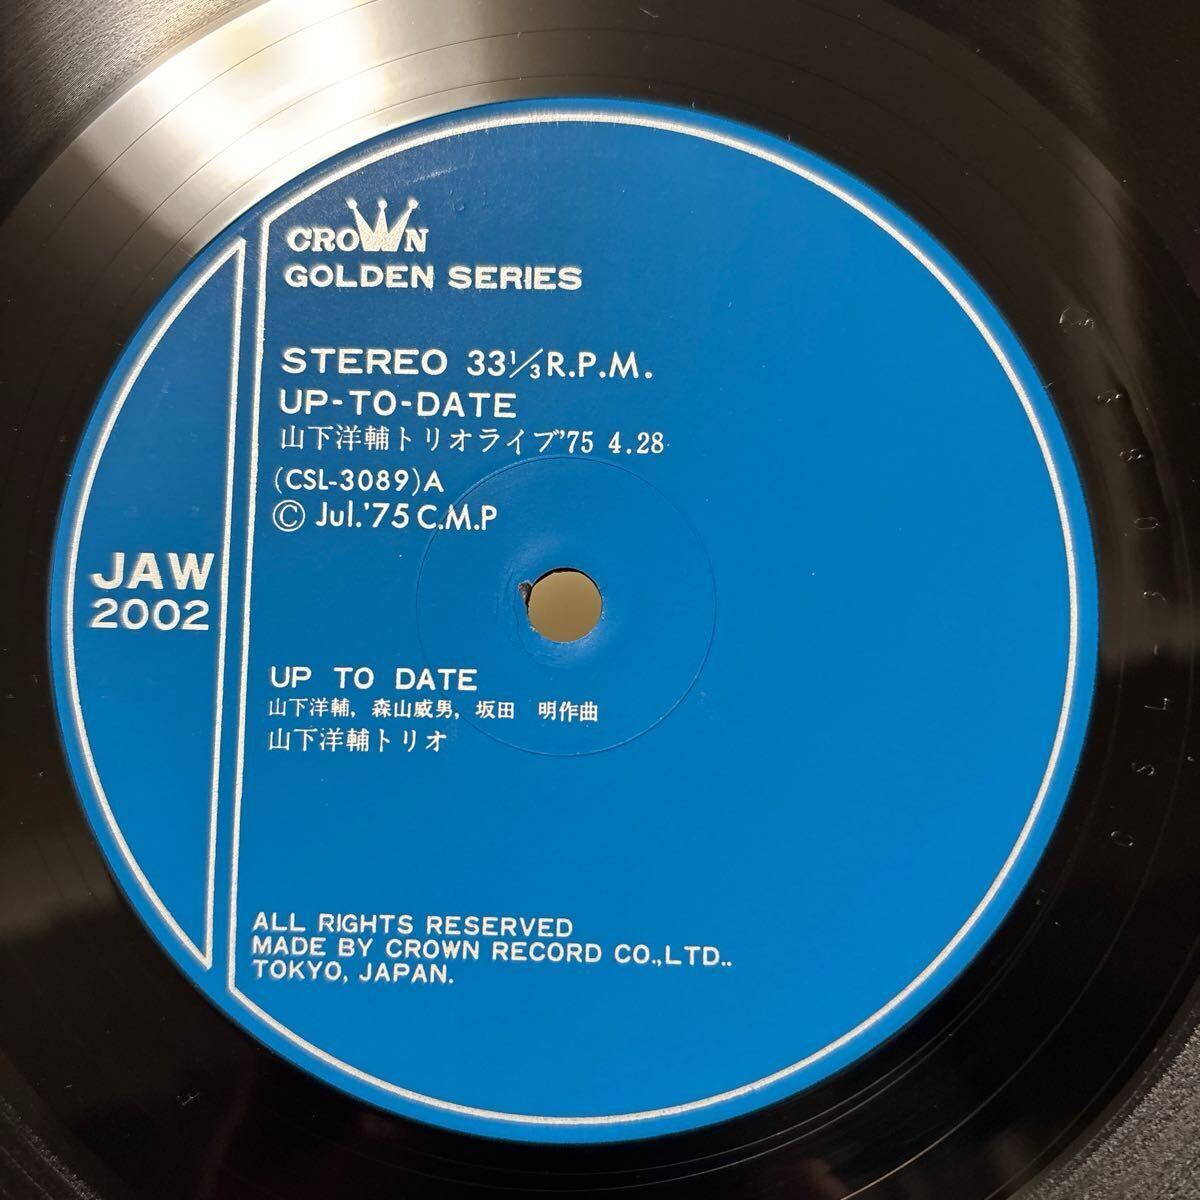 CROWN
GOLDEN SERIES
STEREO 33⅓ R.P.M.
UP-TO-DATE
山下洋輔トリオライブ'75 4.28
(CSL-3089)A
© Jul.'75 C.M.P
JAW
2002
UP TO DATE
山下洋輔, 森山威男, 坂田 明作曲
山下洋輔トリオ
ALL RIGHTS RESERVED
MADE BY CROWN RECORD CO.,LTD..
TOKYO, JAPAN.